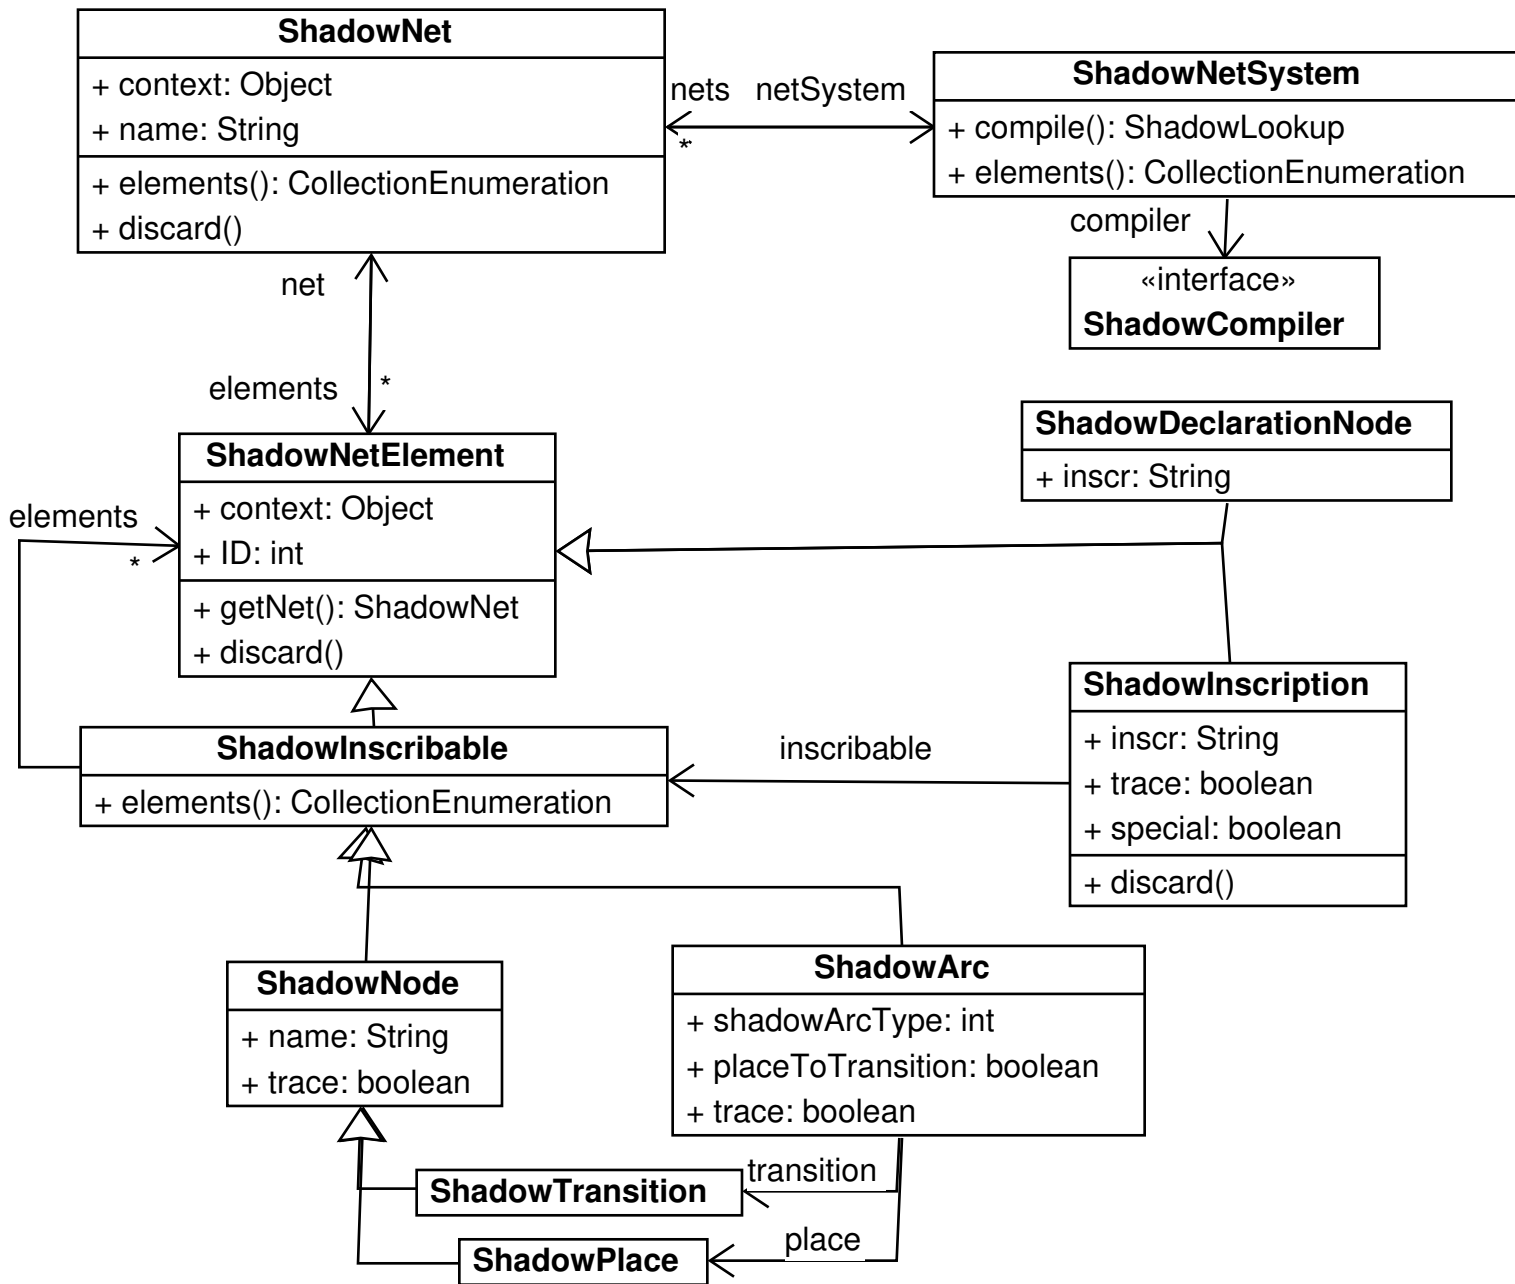 ShadowNet
+ context: Object
+ name: String
+ elements(): CollectionEnumeration
+ discard()
nets netSystem
*
ShadowNetSystem
+ compile(): ShadowLookup
+ elements(): CollectionEnumeration
compiler
«interface»
ShadowCompiler
net
elements *
ShadowNetElement
+ context: Object
+ ID: int
+ getNet(): ShadowNet
+ discard()
elements
*
ShadowDeclarationNode
+ inscr: String
ShadowInscribable
+ elements(): CollectionEnumeration
inscribable
ShadowInscription
+ inscr: String
+ trace: boolean
+ special: boolean
+ discard()
ShadowNode
+ name: String
+ trace: boolean
ShadowArc
+ shadowArcType: int
+ placeToTransition: boolean
+ trace: boolean
transition
ShadowTransition
place
ShadowPlace